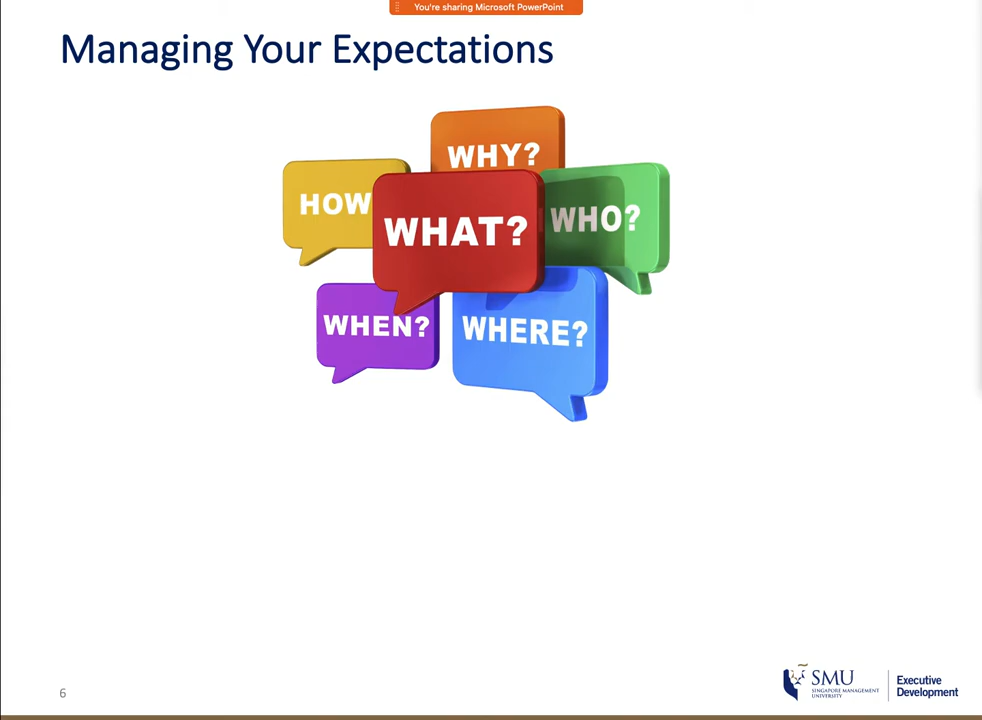 You're sharing Microsoft PowerPoint
Managing Your Expectations
WHY?
HOW
WHAT?
WHO?
WHEN?
WHERE?
6
SMU
SINGAPORE MANAGEMENT
UNIVERSITY
Executive
Development